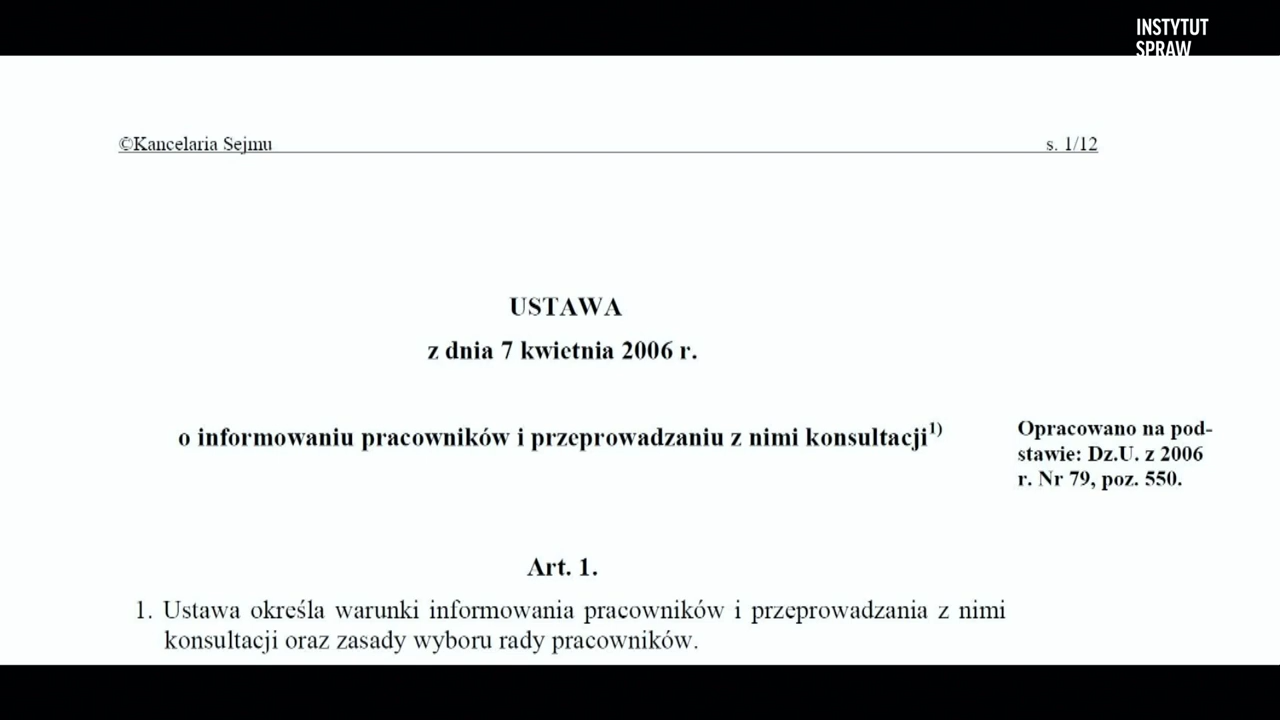 INSTYTUT
SPRAW
©Kancelaria Sejmu s. 1/12
USTAWA
z dnia 7 kwietnia 2006 r.
o informowaniu pracowników i przeprowadzaniu z nimi konsultacji1)
Opracowano na pod-
stawie: Dz.U. z 2006
r. Nr 79, poz. 550.
Art. 1.
1. Ustawa określa warunki informowania pracowników i przeprowadzania z nimi
konsultacji oraz zasady wyboru rady pracowników.